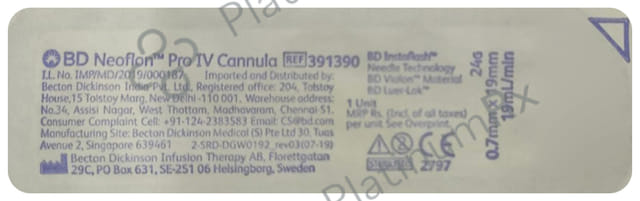 BD Neoflon™ Pro IV Cannula REF 391390
I.L. No. IMP/MD/2019/000187 Imported and Distributed by:
Becton Dickinson India Pvt. Ltd., Registered office: 204, Tolstoy
House, 15 Tolstoy Marg, New Delhi-110 001. Warehouse address:
No.34, Assisi Nagar, West Thottam, Madhavaram, Chennai 51.
Consumer Complaint Cell: +91-124-2383583 Email: CS@bd.com
Manufacturing Site: Becton Dickinson Medical (S) Pte Ltd 30, Tuas
Avenue 2, Singapore 639461 2-SRD-DGW0192_rev03(07-19)
Becton Dickinson Infusion Therapy AB, Florettgatan
29C, PO Box 631, SE-251 06 Helsingborg, Sweden
BD Instaflash™
Needle Technology
BD Vialon™ Material
BD Luer-Lok™
1 Unit
MRP Rs. (Incl. of all taxes)
per unit See Overprint.
2797
24G
0.7mm x 19mm
19mL/min